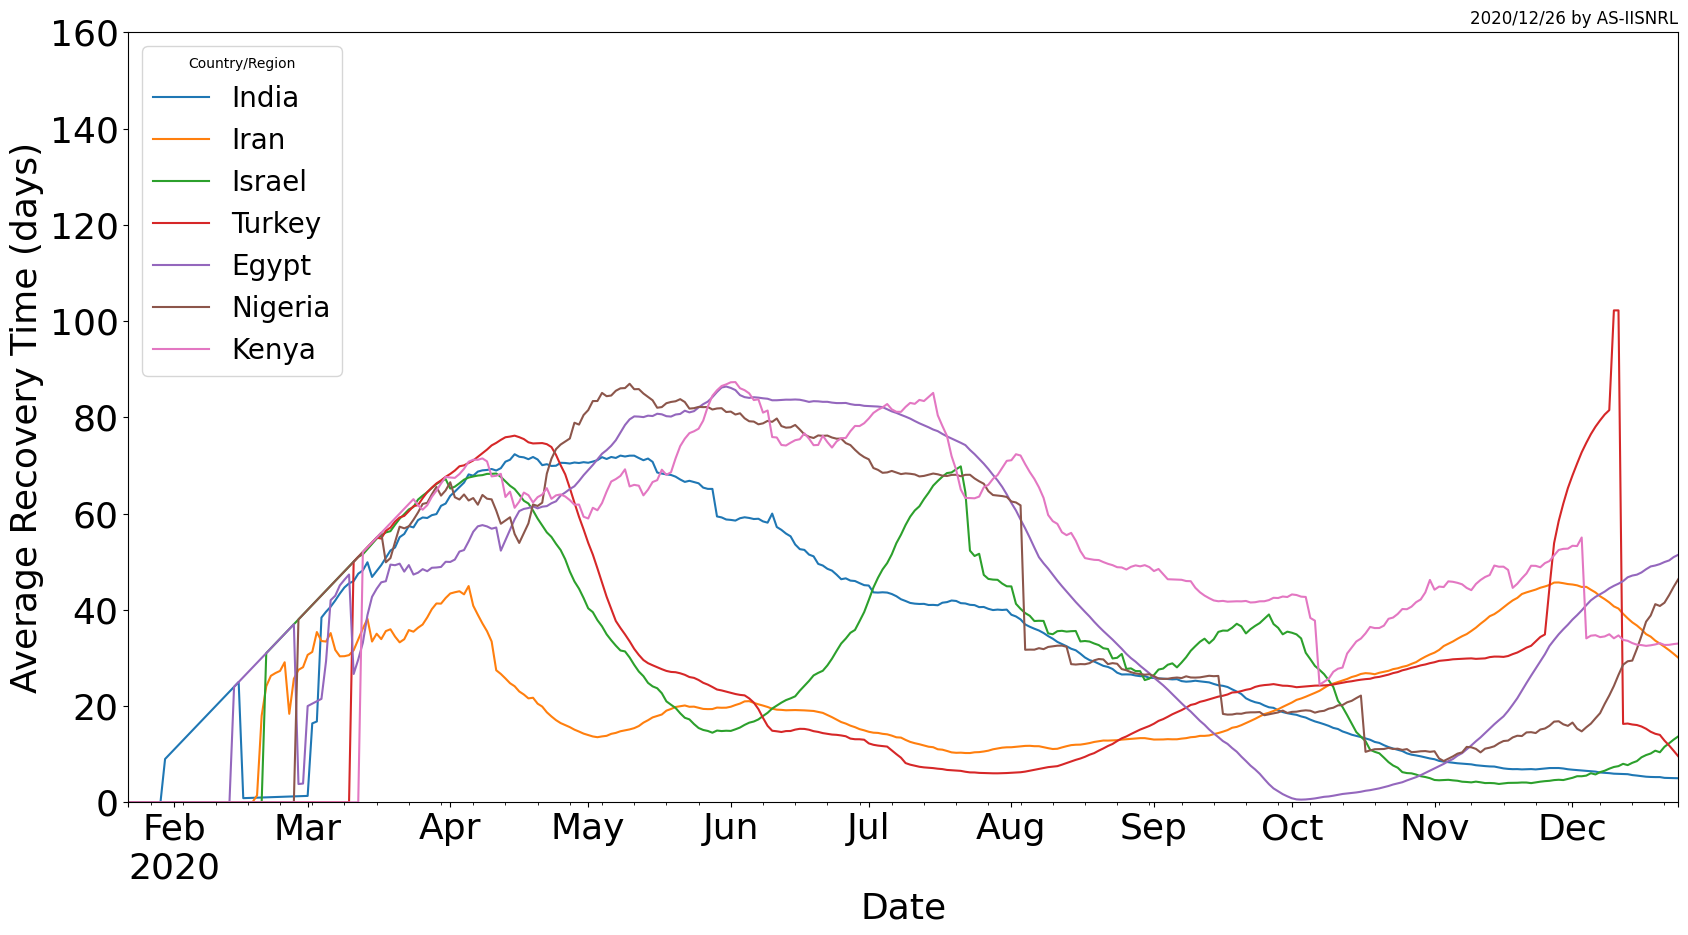 2020/12/26 by AS-IISNRL
Average Recovery Time (days)
160
140
120
100
80
60
40
20
0
Country/Region
India
Iran
Israel
Turkey
Egypt
Nigeria
Kenya
Feb Mar Apr May Jun Jul Aug Sep Oct Nov Dec
2020
Date